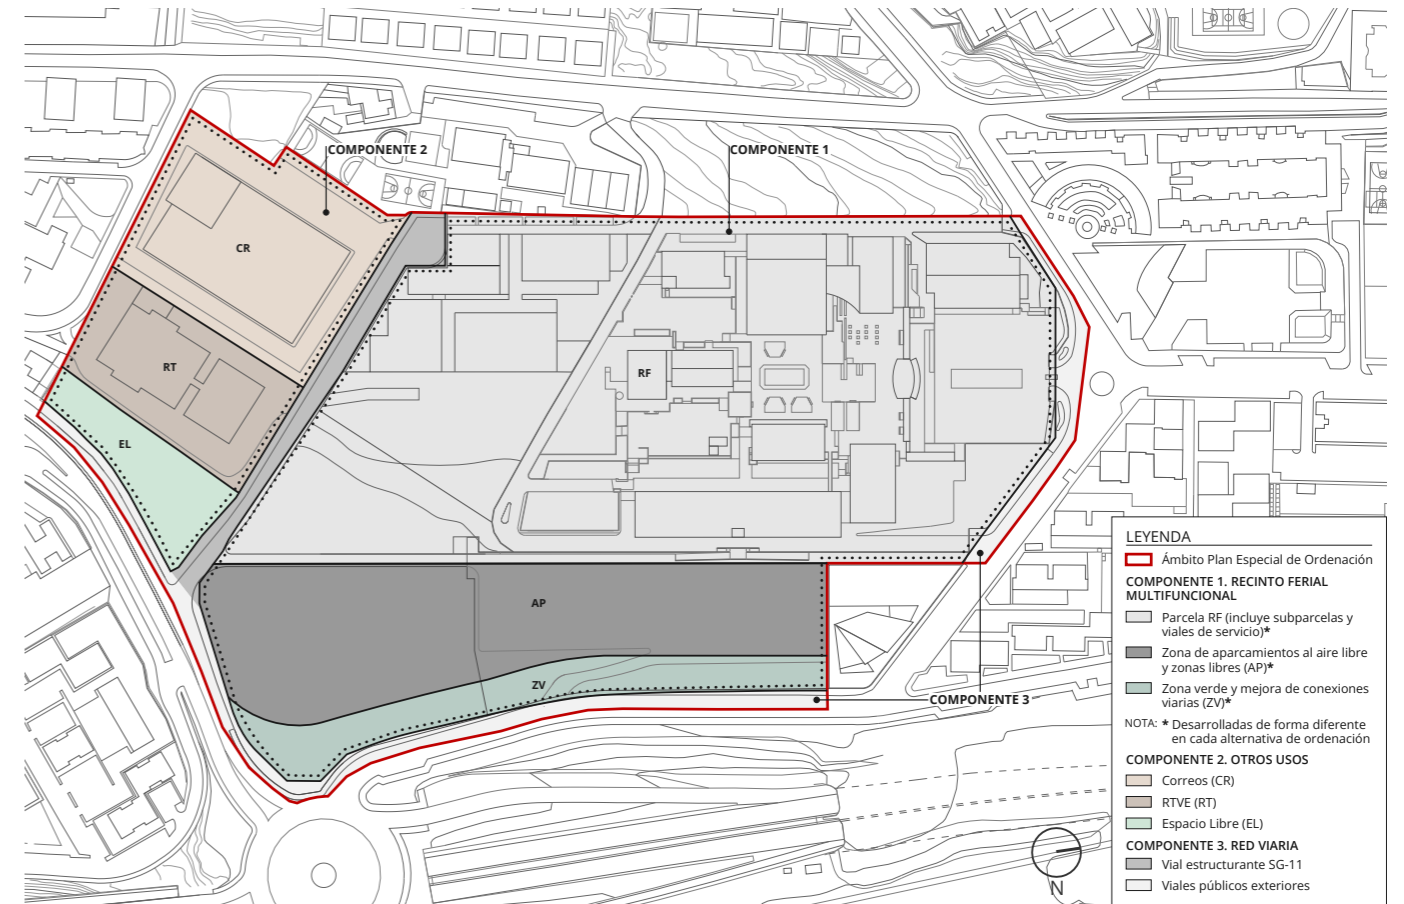 COMPONENTE 2
COMPONENTE 1
CR
RT
RF
EL
AP
ZV
COMPONENTE 3
N
LEYENDA
Ámbito Plan Especial de Ordenación
COMPONENTE 1. RECINTO FERIAL
MULTIFUNCIONAL
Parcela RF (incluye subparcelas y
viales de servicio)*
Zona de aparcamientos al aire libre
y zonas libres (AP)*
Zona verde y mejora de conexiones
viarias (ZV)*
NOTA: * Desarrolladas de forma diferente
en cada alternativa de ordenación
COMPONENTE 2. OTROS USOS
Correos (CR)
RTVE (RT)
Espacio Libre (EL)
COMPONENTE 3. RED VIARIA
Vial estructurante SG-11
Viales públicos exteriores